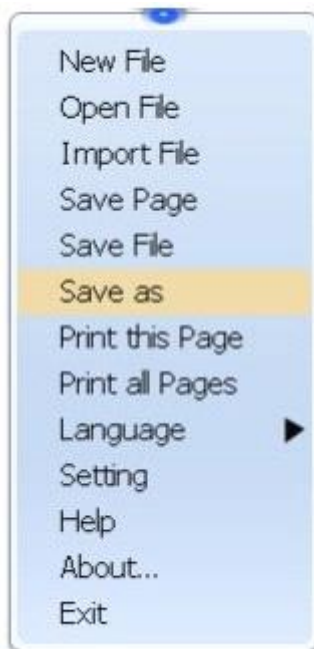 New File
Open File
Import File
Save Page
Save File
Save as
Print this Page
Print all Pages
Language
Setting
Help
About...
Exit